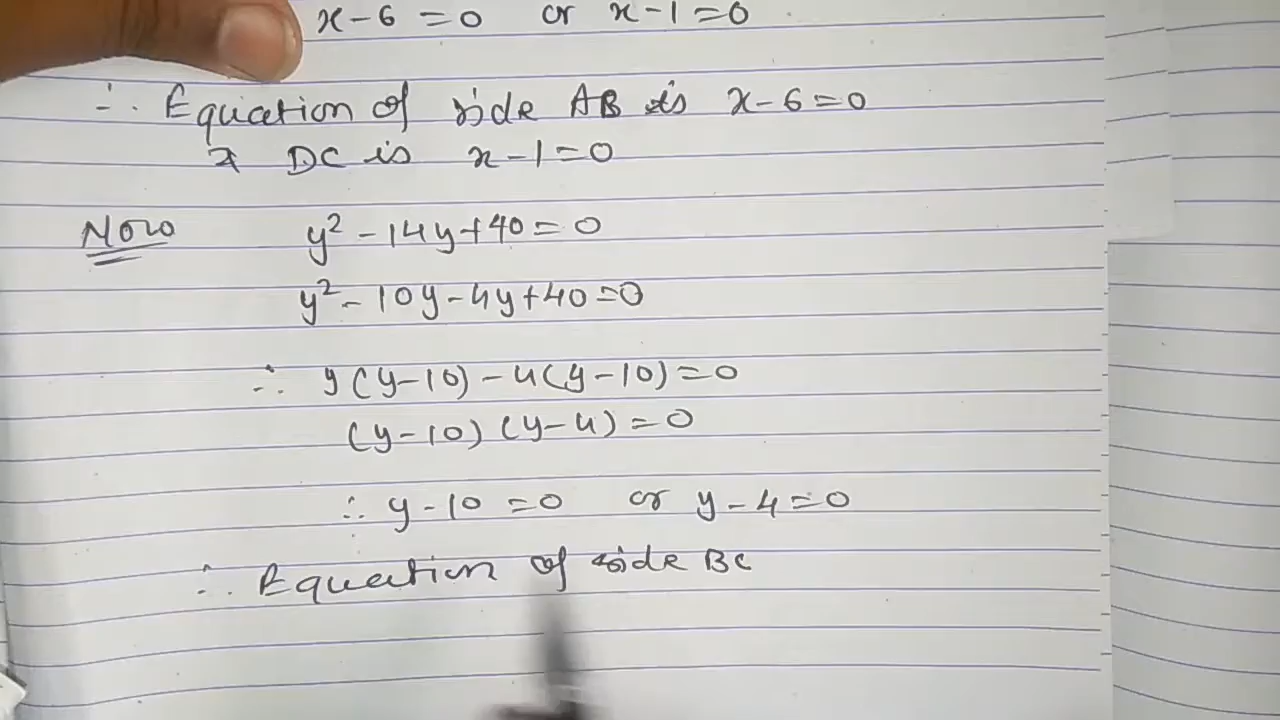 x-6=0 or x-1=0
∴ Equation of side AB is x-6=0
DC is x-1=0
Now y²-14y+40=0
y²-10y-4y+40=0
∴ y(y-10)-4(y-10)=0
(y-10)(y-4)=0
∴ y-10=0 or y-4=0
∴ Equation of side BC